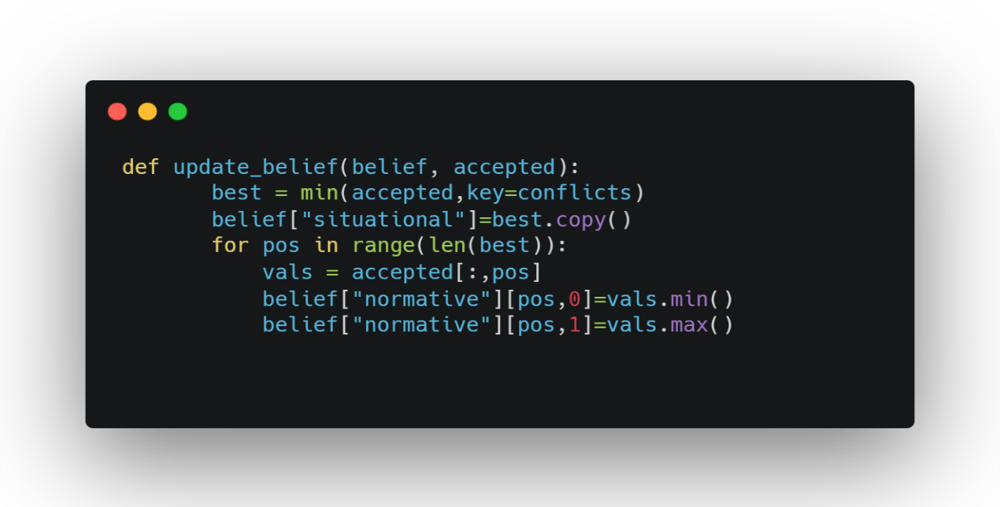 def update_belief(belief, accepted):
       best = min(accepted,key=conflicts)
       belief["situational"]=best.copy()
       for pos in range(len(best)):
           vals = accepted[:,pos]
           belief["normative"][pos,0]=vals.min()
           belief["normative"][pos,1]=vals.max()